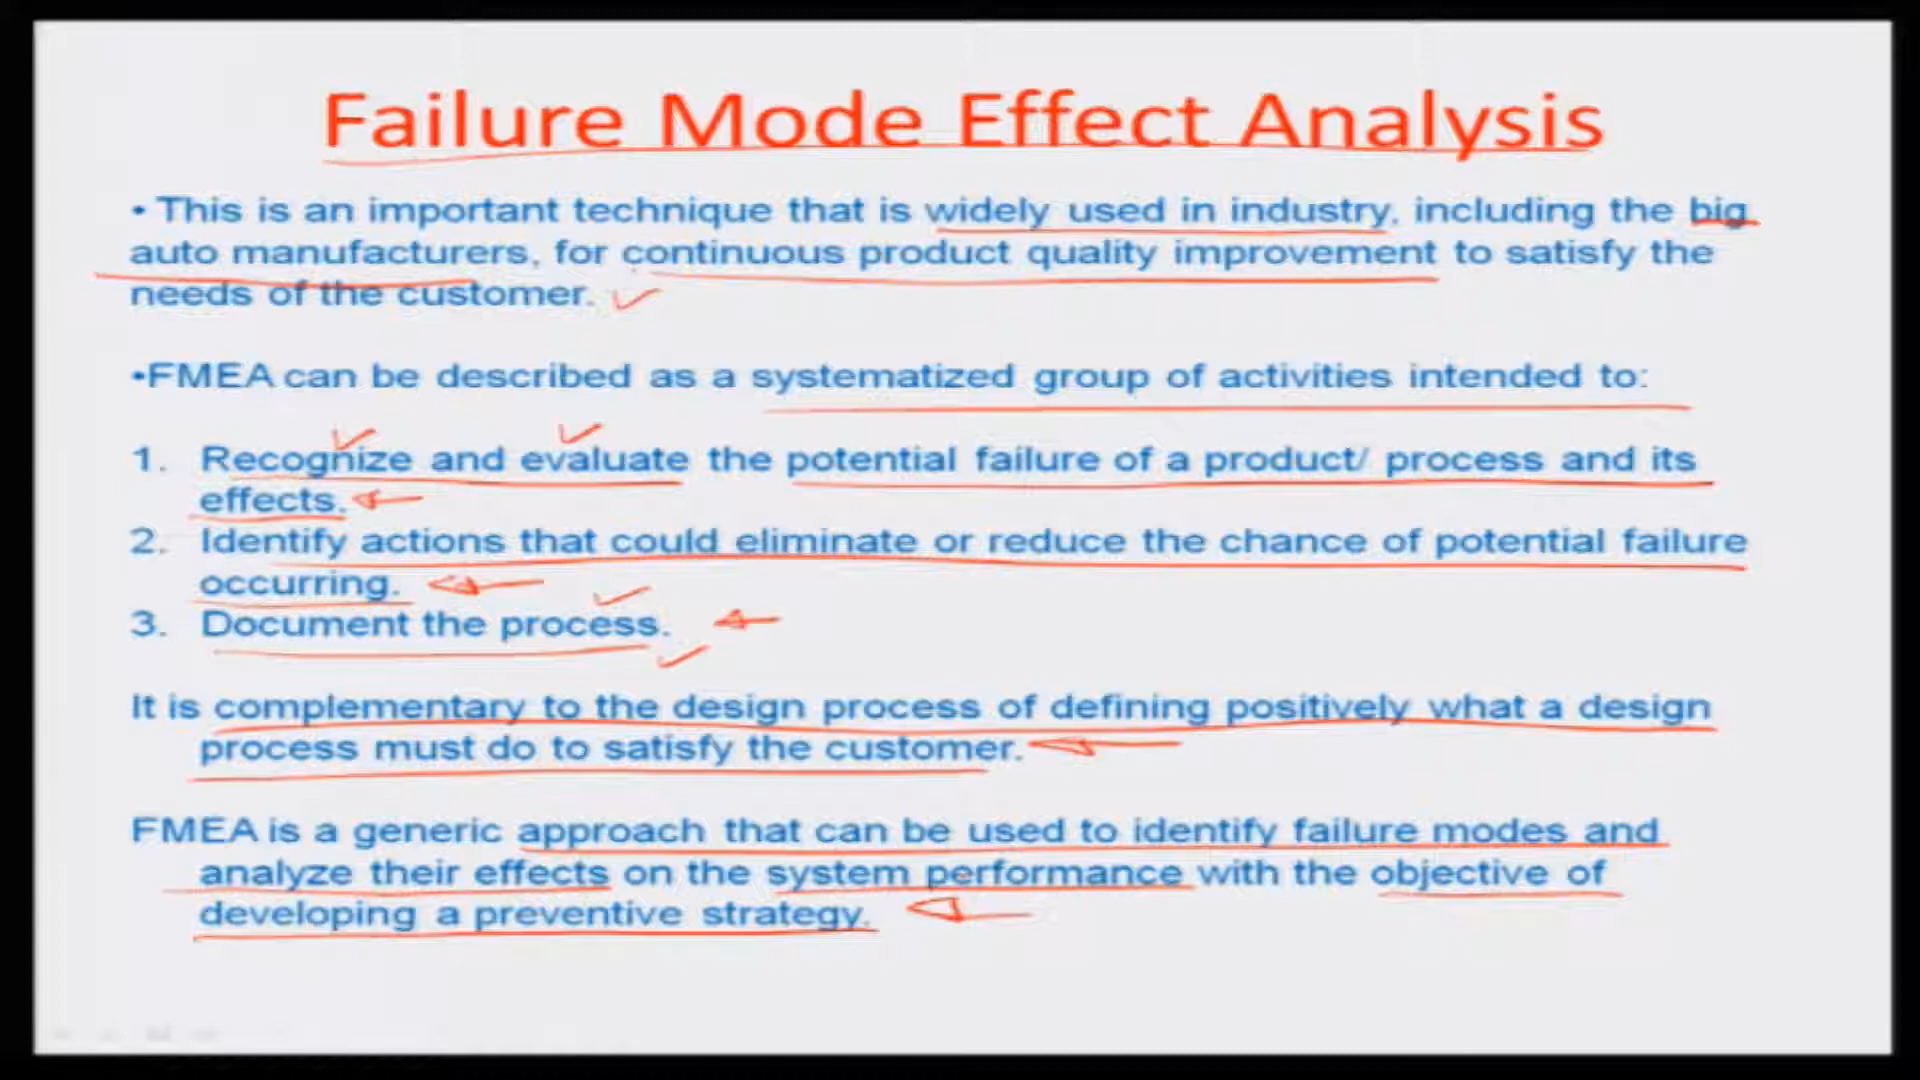 Failure Mode Effect Analysis
• This is an important technique that is widely used in industry, including the big
auto manufacturers, for continuous product quality improvement to satisfy the
needs of the customer.
•FMEA can be described as a systematized group of activities intended to:
1. Recognize and evaluate the potential failure of a product/ process and its
effects.
2. Identify actions that could eliminate or reduce the chance of potential failure
occurring.
3. Document the process.
It is complementary to the design process of defining positively what a design
process must do to satisfy the customer.
FMEA is a generic approach that can be used to identify failure modes and
analyze their effects on the system performance with the objective of
developing a preventive strategy.